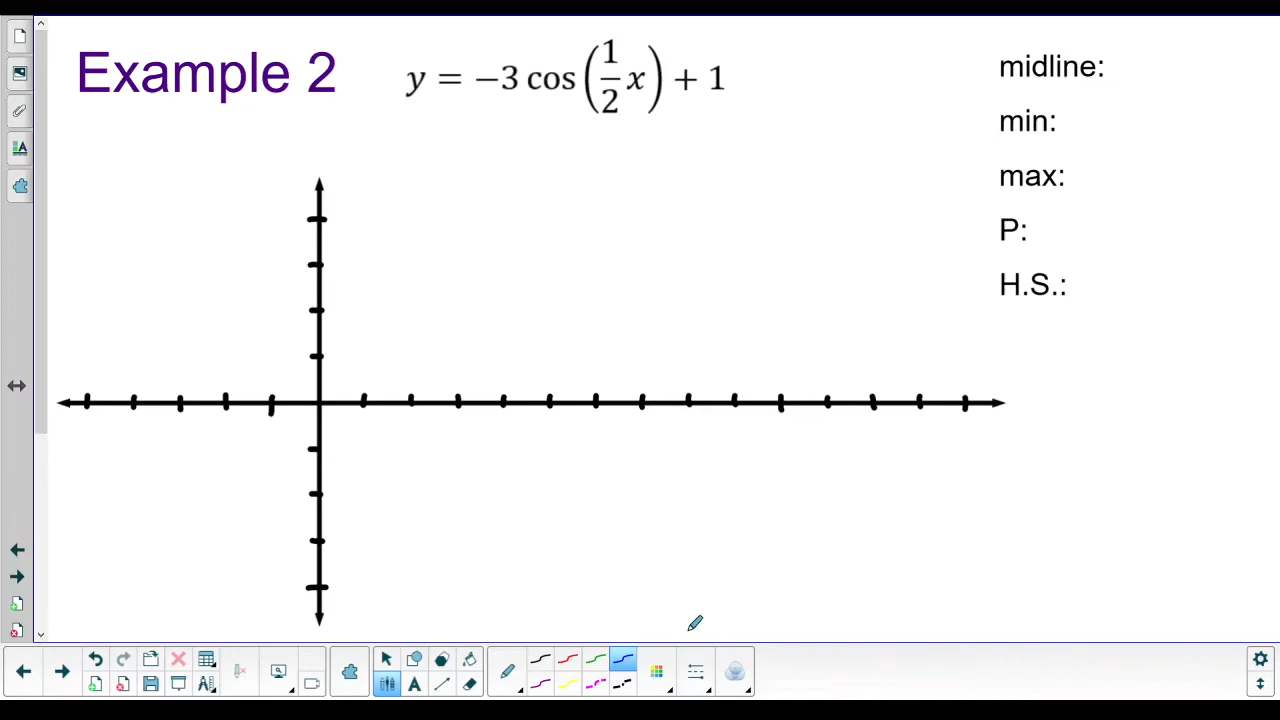 Example 2
y = −3 cos(1/2 x) + 1
midline:
min:
max:
P:
H.S.: